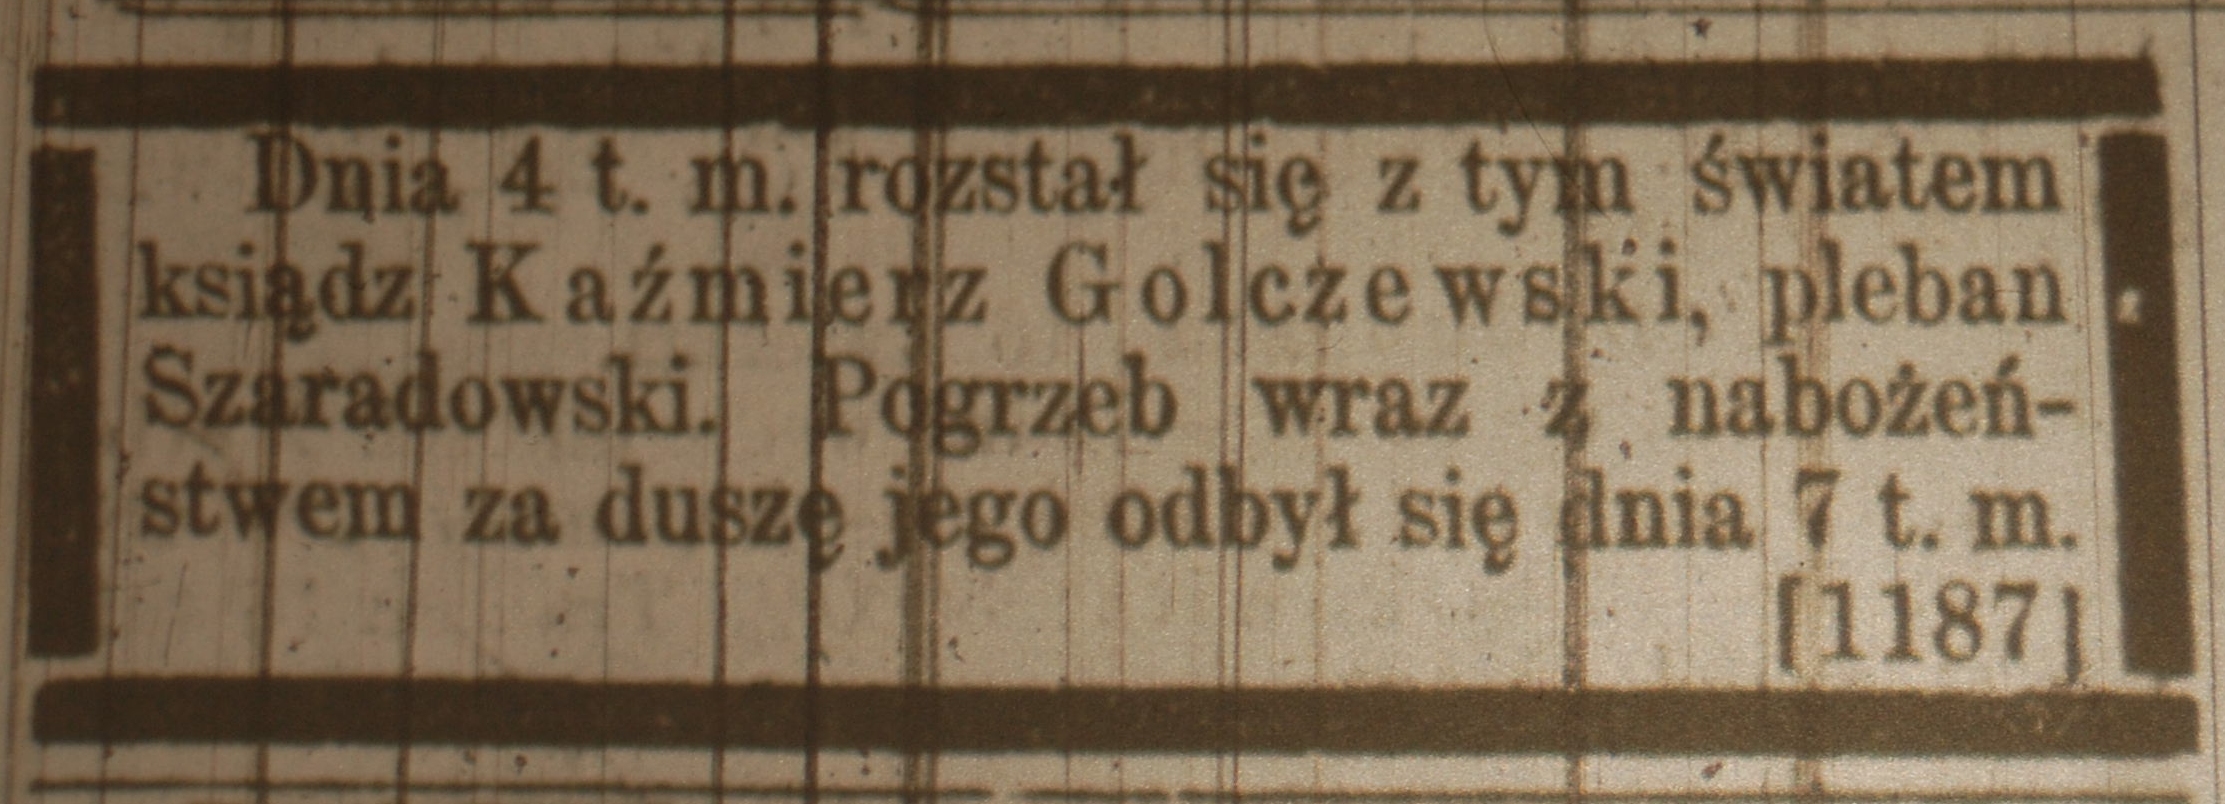 Dnia 4 t. m. rozstał się z tym światem
ksiądz Kaźmierz Golczewski, pleban
Szaradowski. Pogrzeb wraz z nabożeń-
stwem za duszę jego odbył się dnia 7 t. m.
[1187]